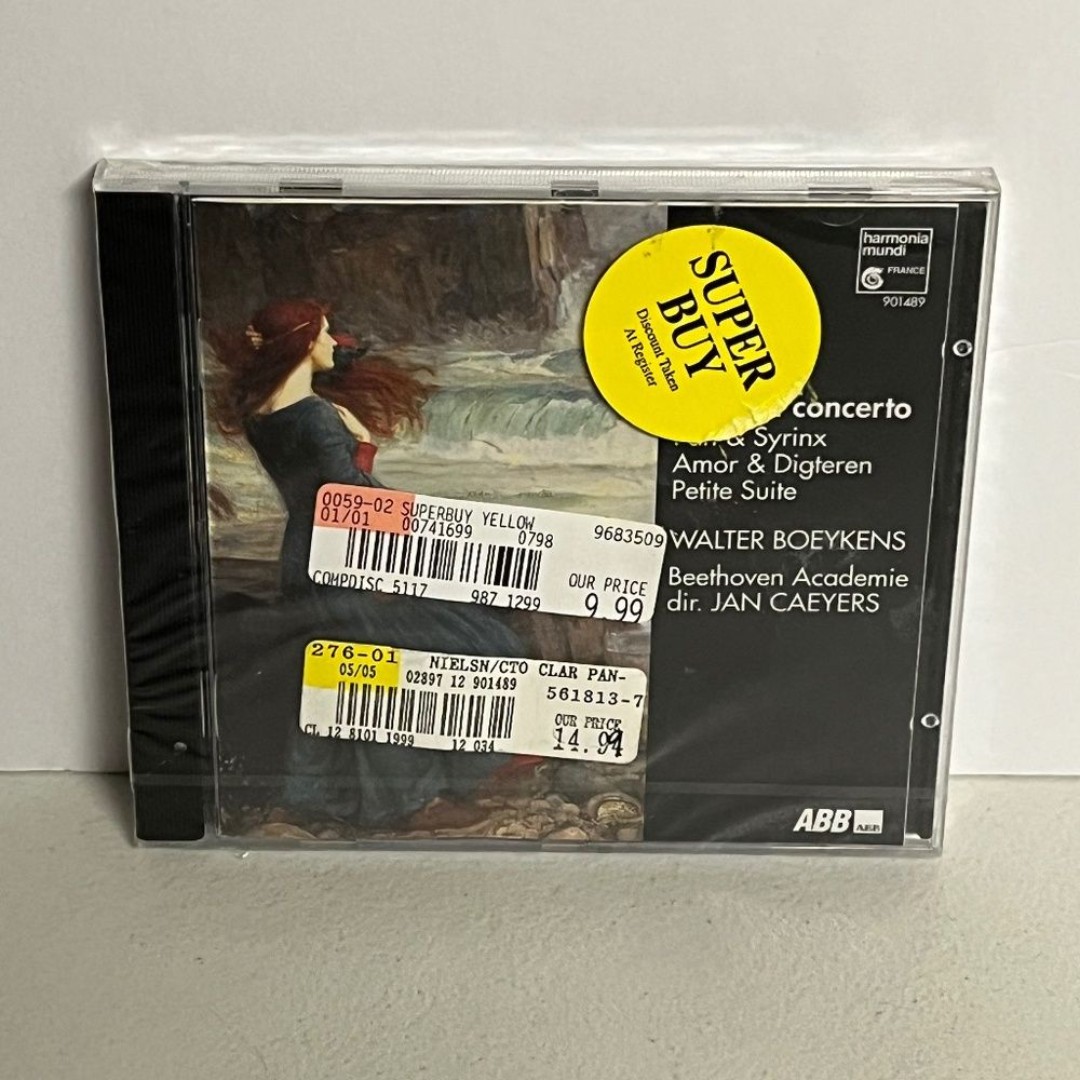 harmonia
mundi
FRANCE
901489
SUPER
BUY
Discount Taken
At Register
concerto
& Syrinx
Amor & Digteren
Petite Suite
WALTER BOEYKENS
Beethoven Academie
dir. JAN CAEYERS
0059-02 SUPERBUY YELLOW
01/01 00741699 0798 9683509
COMPDISC 5117 987 1299
OUR PRICE
9.99
276-01 NIELSN/CTO CLAR PAN-
05/05 02897 12 901489 561813-7
CL 12 8101 1999 12 034
OUR PRICE
14.94
ABB ABB